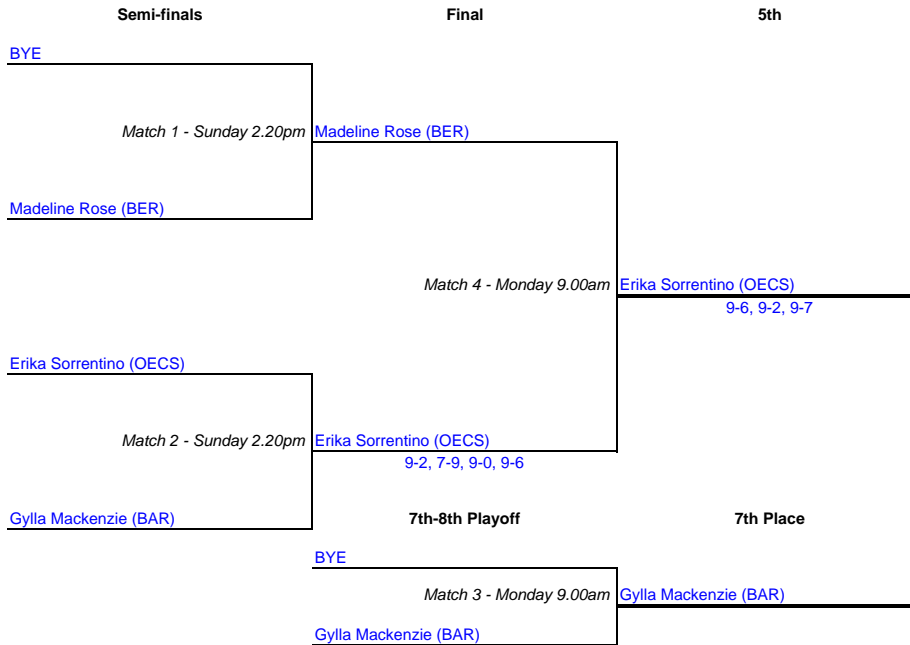 Semi-finals Final 5th
BYE
Match 1 - Sunday 2.20pm Madeline Rose (BER)
Madeline Rose (BER)
Match 4 - Monday 9.00am Erika Sorrentino (OECS)
9-6, 9-2, 9-7
Erika Sorrentino (OECS)
Match 2 - Sunday 2.20pm Erika Sorrentino (OECS)
9-2, 7-9, 9-0, 9-6
Gylla Mackenzie (BAR) 7th-8th Playoff 7th Place
BYE
Match 3 - Monday 9.00am Gylla Mackenzie (BAR)
Gylla Mackenzie (BAR)